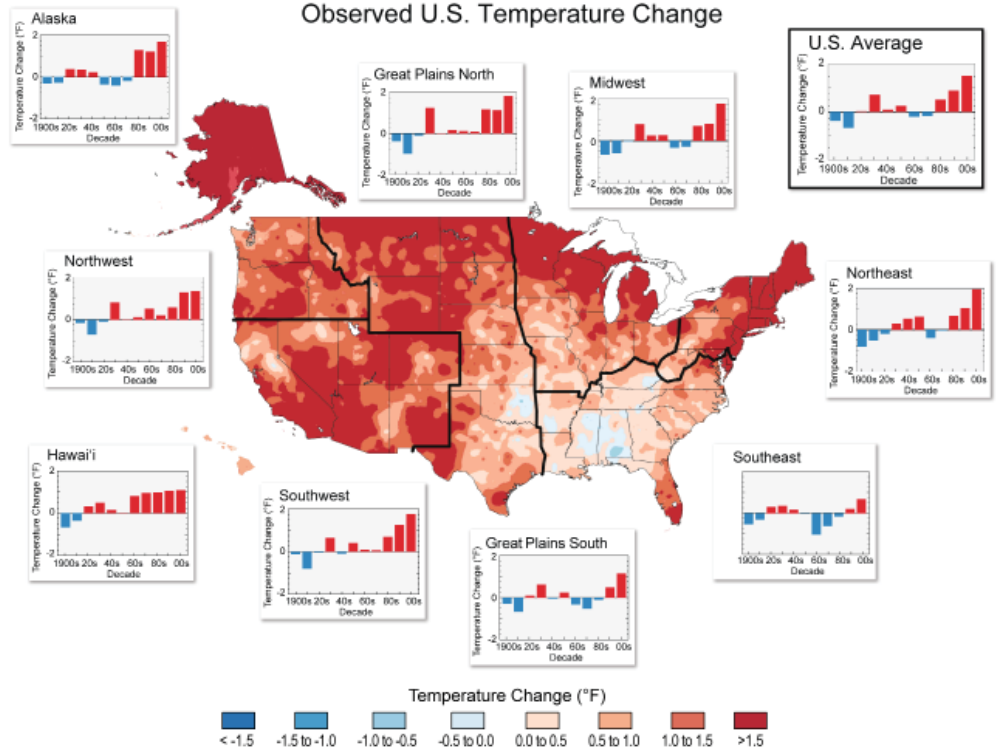 Observed U.S. Temperature Change
Alaska
Temperature Change (°F)
2
0
-2
1900s 20s 40s 60s 80s 00s
Decade
Great Plains North
Temperature Change (°F)
2
0
-2
1900s 20s 40s 60s 80s 00s
Decade
Midwest
Temperature Change (°F)
2
0
-2
1900s 20s 40s 60s 80s 00s
Decade
U.S. Average
Temperature Change (°F)
2
0
-2
1900s 20s 40s 60s 80s 00s
Decade
Northwest
Temperature Change (°F)
2
0
-2
1900s 20s 40s 60s 80s 00s
Decade
Northeast
Temperature Change (°F)
2
0
-2
1900s 20s 40s 60s 80s 00s
Decade
Hawai'i
Temperature Change (°F)
2
0
-2
1900s 20s 40s 60s 80s 00s
Decade
Southwest
Temperature Change (°F)
2
0
-2
1900s 20s 40s 60s 80s 00s
Decade
Great Plains South
Temperature Change (°F)
2
0
-2
1900s 20s 40s 60s 80s 00s
Decade
Southeast
Temperature Change (°F)
2
0
-2
1900s 20s 40s 60s 80s 00s
Decade
Temperature Change (°F)
< -1.5 -1.5 to -1.0 -1.0 to -0.5 -0.5 to 0.0 0.0 to 0.5 0.5 to 1.0 1.0 to 1.5 >1.5